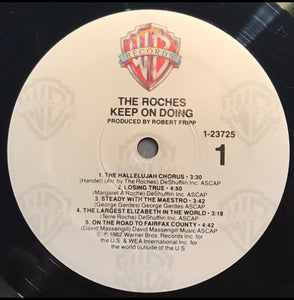 WB
RECORDS
THE ROCHES
KEEP ON DOING
PRODUCED BY ROBERT FRIPP
1-23725
1
1. THE HALLELUJAH CHORUS - 3:30
(Handel) (Arr. by The Roches) DeShufflin Inc. ASCAP
2. LOSING TRUE - 4:50
(Margaret A Roche) DeShufflin Inc. ASCAP
3. STEADY WITH THE MAESTRO - 3:22
(George Gerdes) George Gerdes ASCAP
4. THE LARGEST ELIZABETH IN THE WORLD - 3:19
(Terre Roche) DeShufflin Inc. ASCAP
5. ON THE ROAD TO FAIRFAX COUNTY - 4:02
(David Massengill) David Massengill Music ASCAP
© ℗ 1982 Warner Bros. Records Inc. for
the U.S. & WEA International Inc. for
the world outside of the U.S.